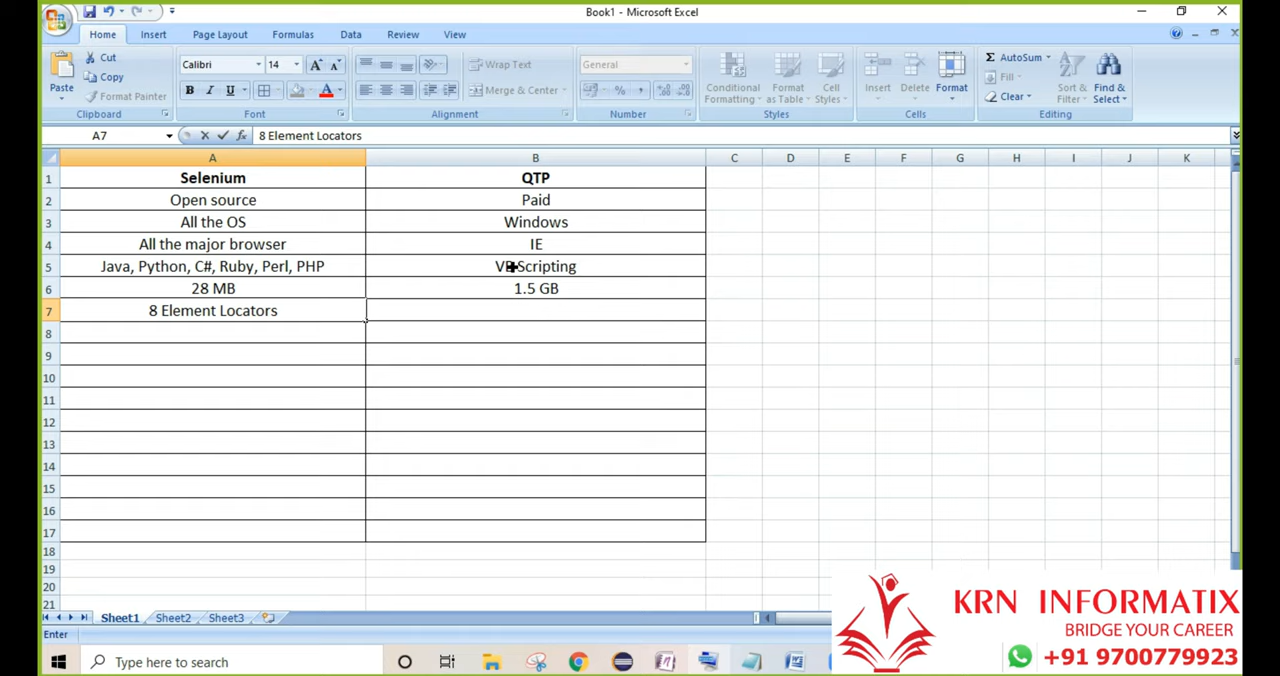 Book1 - Microsoft Excel
Home Insert Page Layout Formulas Data Review View
Paste
Cut
Copy
Format Painter
Clipboard
Calibri 14
B I U
Font
Wrap Text
Merge & Center
Alignment
General
Number
Conditional Formatting
Format as Table
Cell Styles
Styles
Insert Delete Format
Cells
AutoSum
Fill
Clear
Sort & Filter
Find & Select
Editing
A7 fx 8 Element Locators
A B C D E F G H I J K
1 Selenium QTP
2 Open source Paid
3 All the OS Windows
4 All the major browser IE
5 Java, Python, C#, Ruby, Perl, PHP VB Scripting
6 28 MB 1.5 GB
7 8 Element Locators
8
9
10
11
12
13
14
15
16
17
18
19
20
21
Sheet1 Sheet2 Sheet3
Enter
Type here to search
KRN INFORMATIX
BRIDGE YOUR CAREER
+91 9700779923